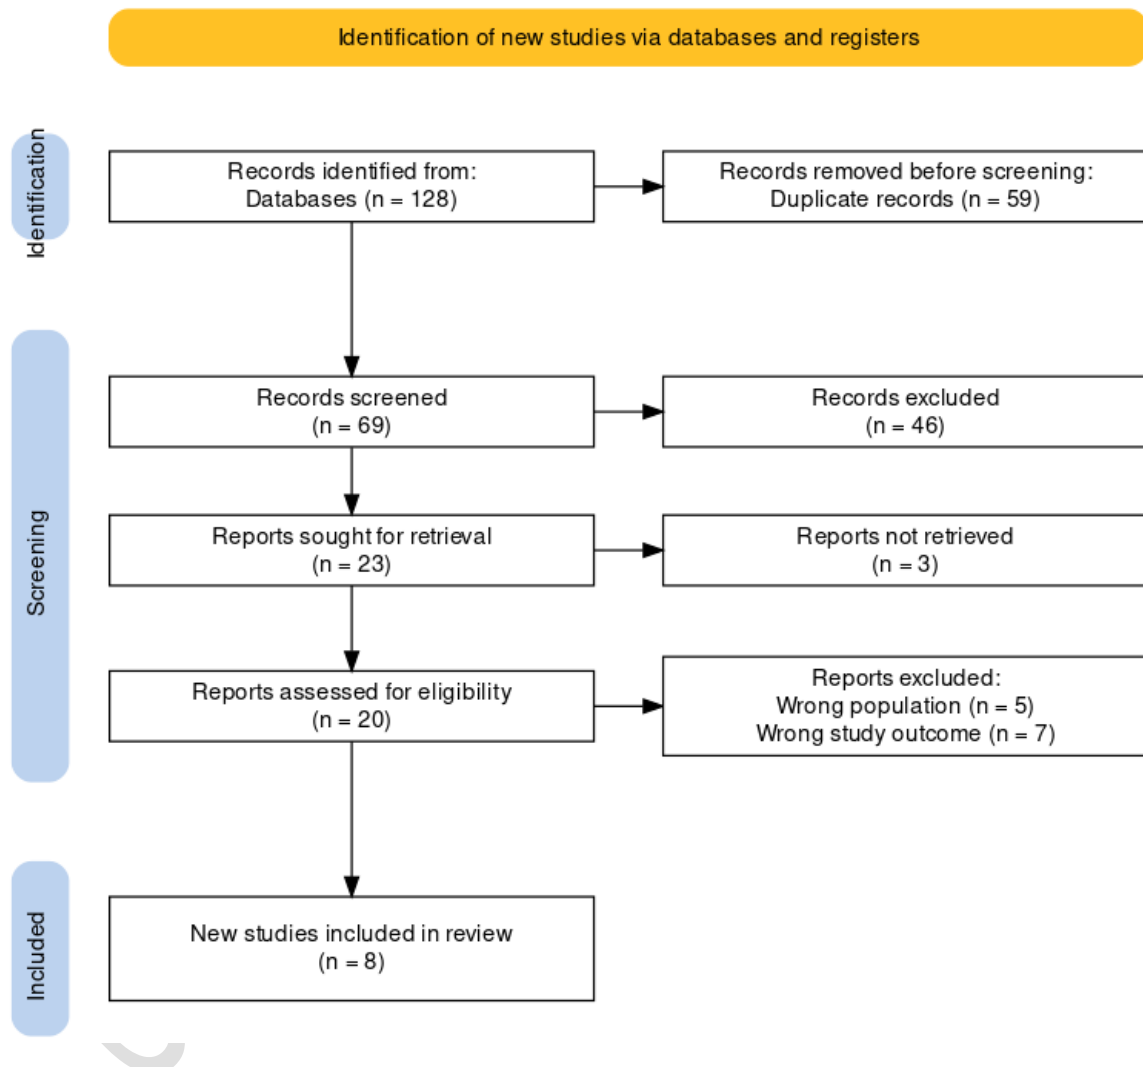 Identification of new studies via databases and registers
Identification
Records identified from:
Databases (n = 128)
Records removed before screening:
Duplicate records (n = 59)
Screening
Records screened
(n = 69)
Records excluded
(n = 46)
Reports sought for retrieval
(n = 23)
Reports not retrieved
(n = 3)
Reports assessed for eligibility
(n = 20)
Reports excluded:
Wrong population (n = 5)
Wrong study outcome (n = 7)
Included
New studies included in review
(n = 8)